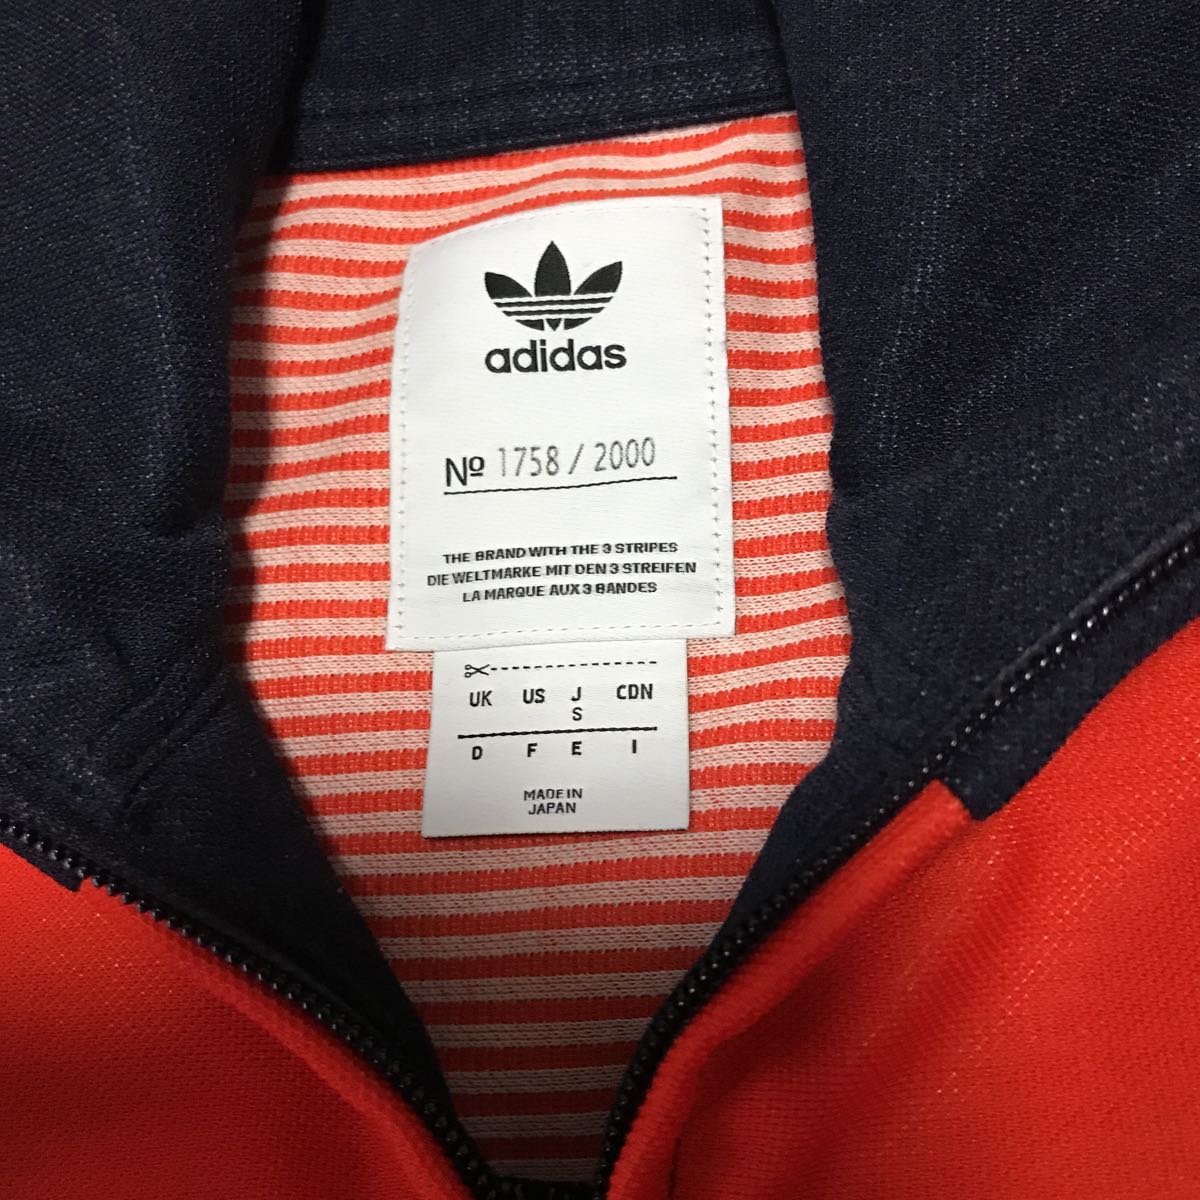 adidas
Nº 1758 / 2000
THE BRAND WITH THE 3 STRIPES
DIE WELTMARKE MIT DEN 3 STREIFEN
LA MARQUE AUX 3 BANDES
UK US J CDN
S
D F E I
MADE IN
JAPAN